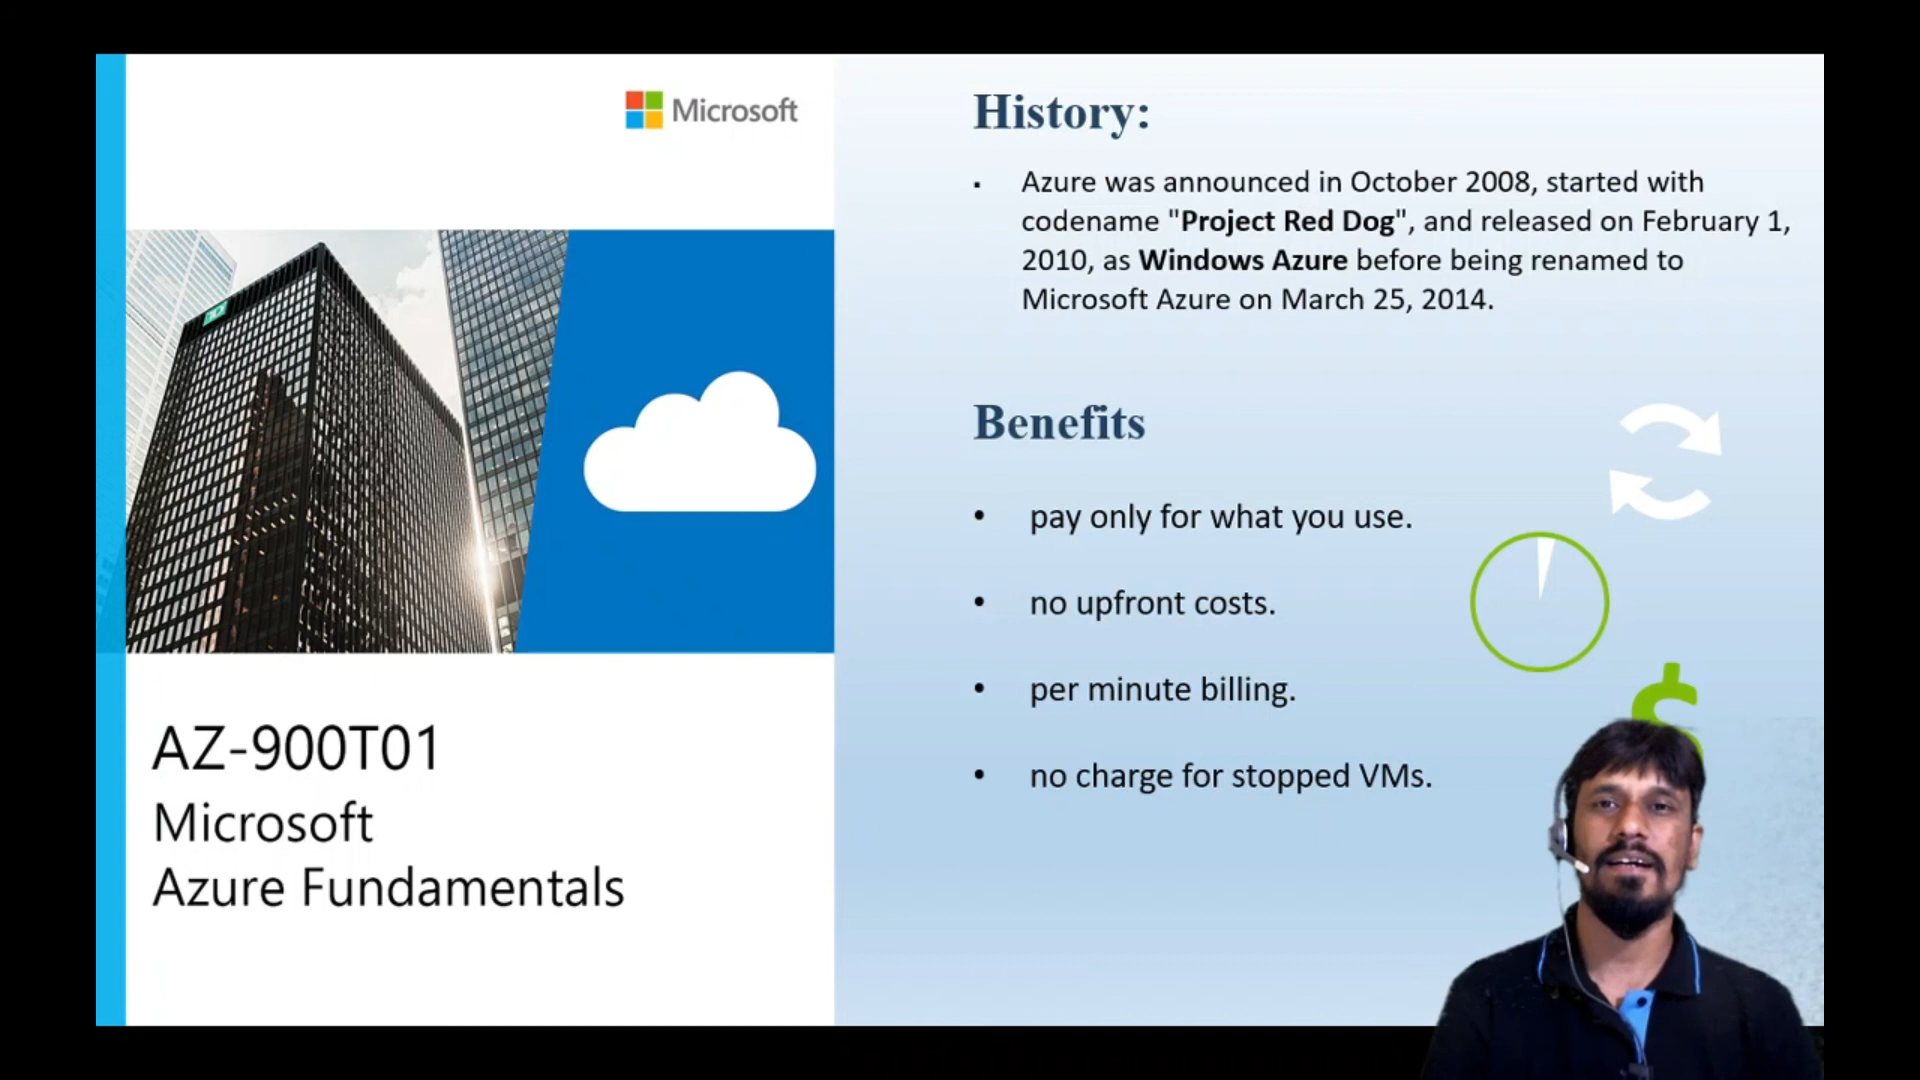 Microsoft
AZ-900T01
Microsoft
Azure Fundamentals
History:
▪ Azure was announced in October 2008, started with
codename "Project Red Dog", and released on February 1,
2010, as Windows Azure before being renamed to
Microsoft Azure on March 25, 2014.
Benefits
• pay only for what you use.
• no upfront costs.
• per minute billing.
• no charge for stopped VMs.